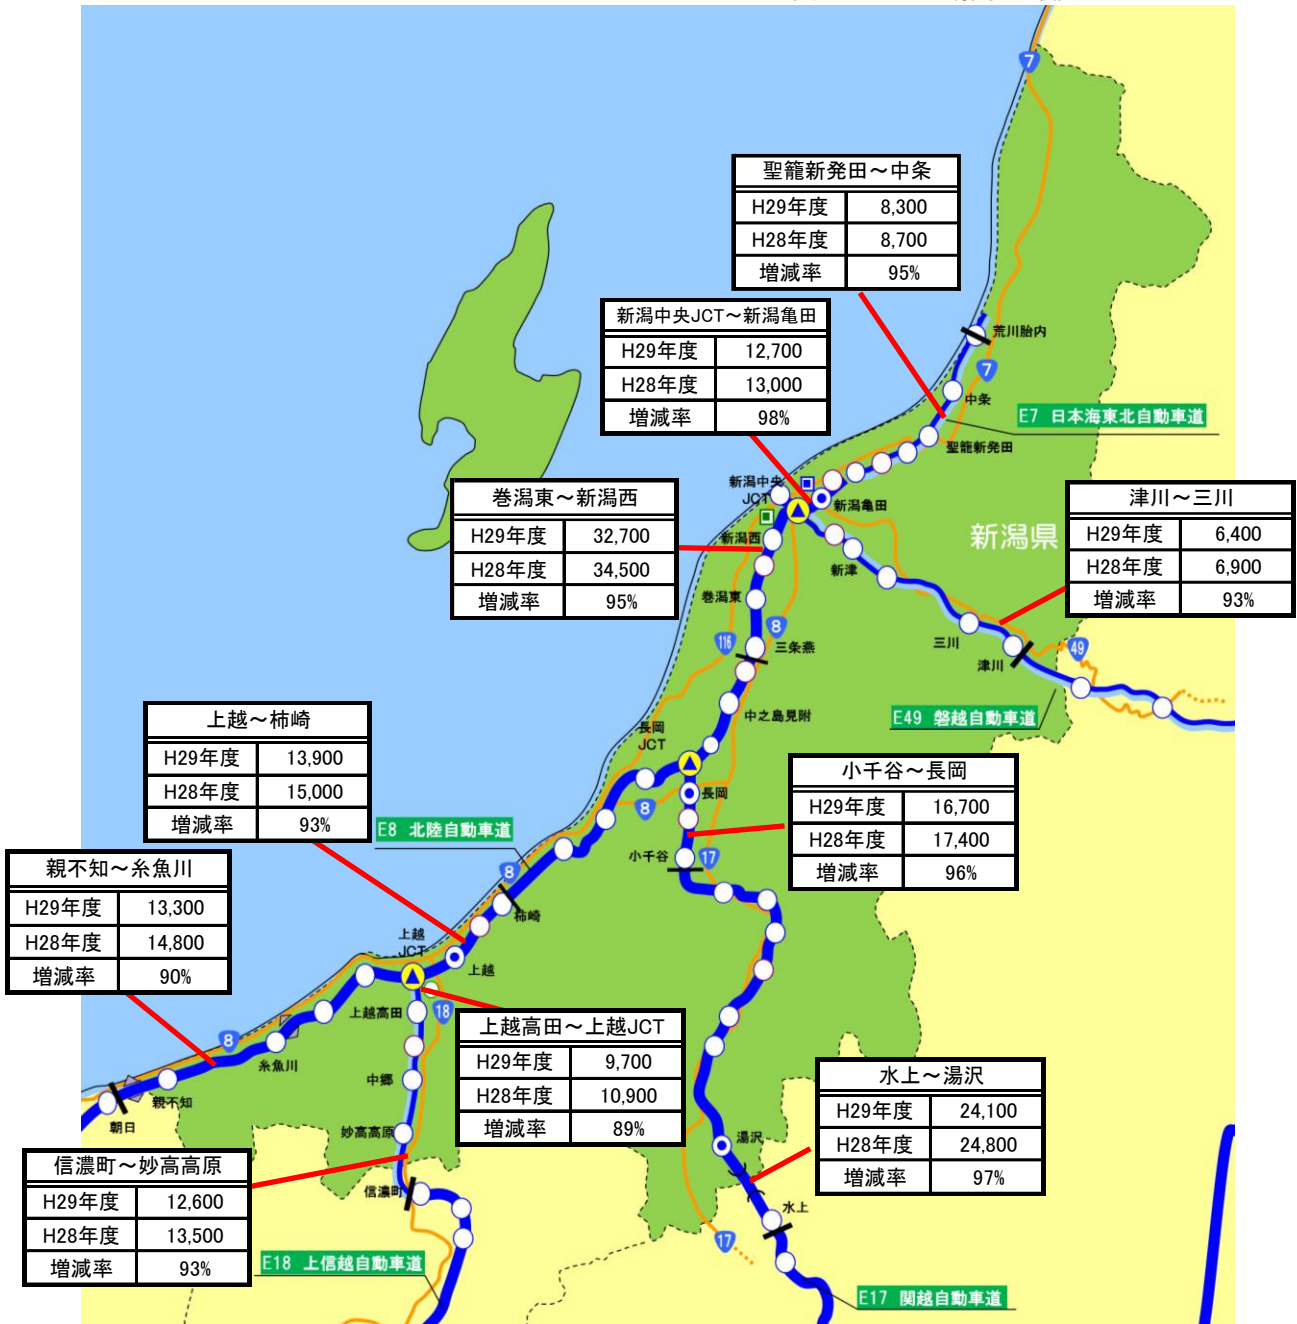 7
聖籠新発田～中条
H29年度 8,300
H28年度 8,700
増減率 95%
新潟中央JCT～新潟亀田
H29年度 12,700
H28年度 13,000
増減率 98%
荒川胎内
7
中条
E7 日本海東北自動車道
聖籠新発田
巻潟東～新潟西
H29年度 32,700
H28年度 34,500
増減率 95%
新潟中央
JCT
新潟亀田
新潟西
新津
新潟県
津川～三川
H29年度 6,400
H28年度 6,900
増減率 93%
巻潟東
8
116
三条燕
三川
津川
49
E49 磐越自動車道
上越～柿崎
H29年度 13,900
H28年度 15,000
増減率 93%
中之島見附
長岡
JCT
長岡
8
小千谷
17
小千谷～長岡
H29年度 16,700
H28年度 17,400
増減率 96%
E8 北陸自動車道
8
柿崎
親不知～糸魚川
H29年度 13,300
H28年度 14,800
増減率 90%
上越
JCT
上越
上越高田
18
8
糸魚川
親不知
朝日
中郷
妙高高原
上越高田～上越JCT
H29年度 9,700
H28年度 10,900
増減率 89%
水上～湯沢
H29年度 24,100
H28年度 24,800
増減率 97%
湯沢
信濃町～妙高高原
H29年度 12,600
H28年度 13,500
増減率 93%
信濃町
水上
17
E18 上信越自動車道
E17 関越自動車道